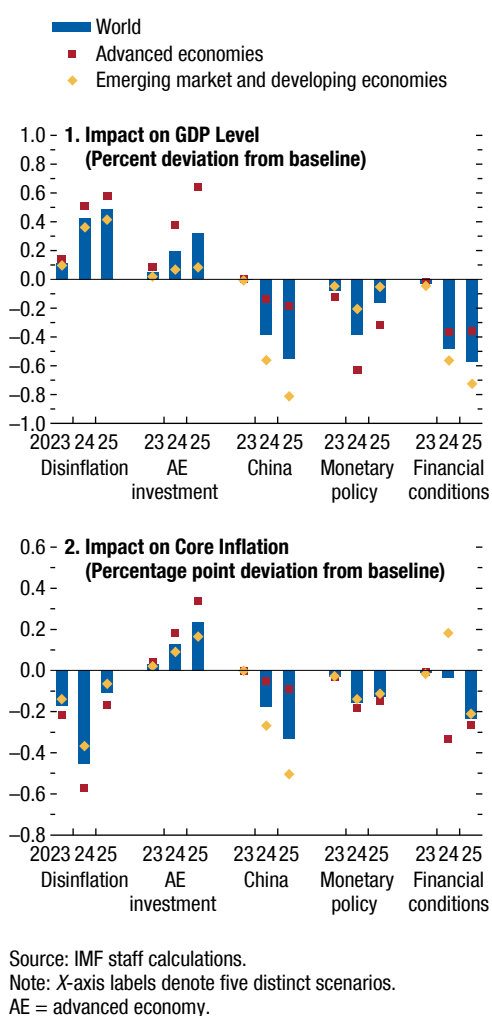 World
Advanced economies
Emerging market and developing economies
1. Impact on GDP Level
(Percent deviation from baseline)
1.0
0.8
0.6
0.4
0.2
0.0
–0.2
–0.4
–0.6
–0.8
–1.0
2023 24 25 23 24 25 23 24 25 23 24 25 23 24 25
Disinflation AE China Monetary Financial
investment policy conditions
2. Impact on Core Inflation
(Percentage point deviation from baseline)
0.6
0.4
0.2
0.0
–0.2
–0.4
–0.6
–0.8
2023 24 25 23 24 25 23 24 25 23 24 25 23 24 25
Disinflation AE China Monetary Financial
investment policy conditions
Source: IMF staff calculations.
Note: X-axis labels denote five distinct scenarios.
AE = advanced economy.